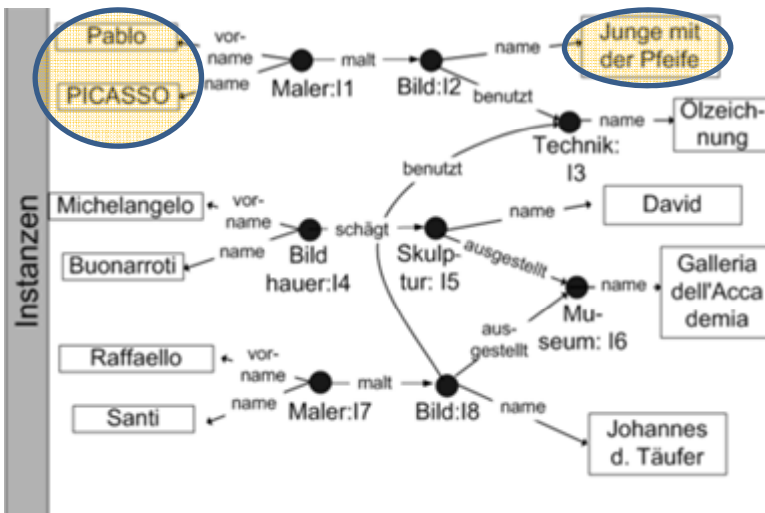 Instanzen
Pablo
PICASSO
vor-
name
name
Maler:I1
malt
Bild:I2
name
Junge mit
der Pfeife
benutzt
Technik:
I3
name
Ölzeich-
nung
benutzt
Michelangelo
Buonarroti
vor-
name
name
Bild
hauer:I4
schägt
Skulp-
tur: I5
name
David
ausgestellt
Mu-
seum: I6
name
Galleria
dell'Acca
demia
aus-
gestellt
Raffaello
Santi
vor-
name
name
Maler:I7
malt
Bild:I8
name
Johannes
d. Täufer